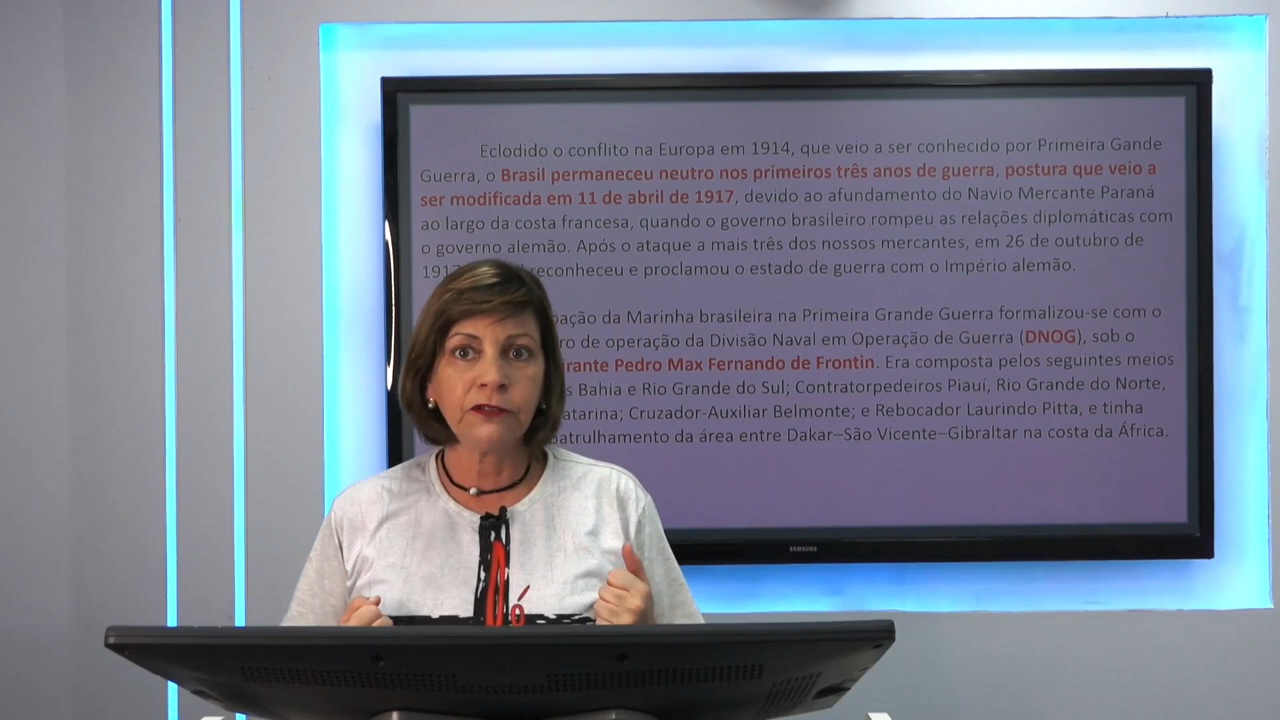 Eclodido o conflito na Europa em 1914, que veio a ser conhecido por Primeira Gande
Guerra, o Brasil permaneceu neutro nos primeiros três anos de guerra, postura que veio a
ser modificada em 11 de abril de 1917, devido ao afundamento do Navio Mercante Paraná
ao largo da costa francesa, quando o governo brasileiro rompeu as relações diplomáticas com
o governo alemão. Após o ataque a mais três dos nossos mercantes, em 26 de outubro de
1917 reconheceu e proclamou o estado de guerra com o Império alemão.
da Marinha brasileira na Primeira Grande Guerra formalizou-se com o
de operação da Divisão Naval em Operação de Guerra (DNOG), sob o
Pedro Max Fernando de Frontin. Era composta pelos seguintes meios
Bahia e Rio Grande do Sul; Contratorpedeiros Piauí, Rio Grande do Norte,
Cruzador-Auxiliar Belmonte; e Rebocador Laurindo Pitta, e tinha
patrulhamento da área entre Dakar–São Vicente–Gibraltar na costa da África.
SAMSUNG